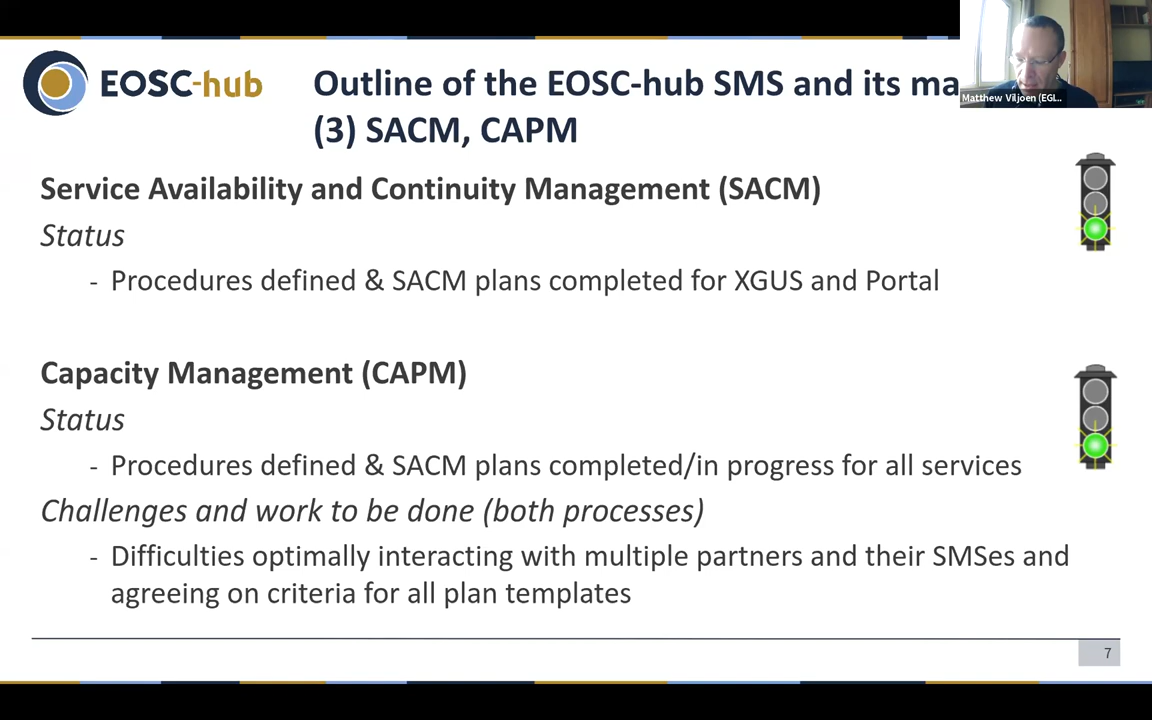 EOSC-hub
Outline of the EOSC-hub SMS and its ma
(3) SACM, CAPM
Matthew Viljoen (EGI...
Service Availability and Continuity Management (SACM)
Status
- Procedures defined & SACM plans completed for XGUS and Portal
Capacity Management (CAPM)
Status
- Procedures defined & SACM plans completed/in progress for all services
Challenges and work to be done (both processes)
- Difficulties optimally interacting with multiple partners and their SMSes and
agreeing on criteria for all plan templates
7